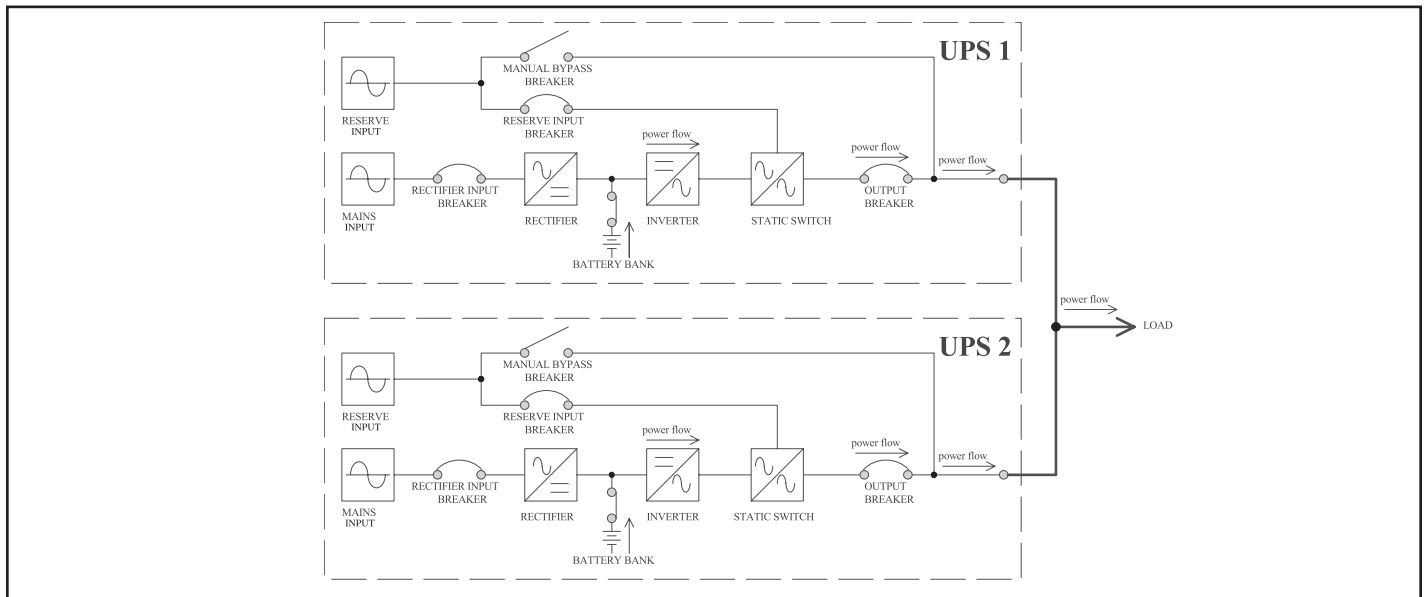 UPS 1
MANUAL BYPASS
BREAKER
RESERVE
INPUT
RESERVE INPUT
BREAKER
power flow
power flow
power flow
RECTIFIER INPUT
BREAKER
OUTPUT
BREAKER
MAINS
INPUT
RECTIFIER
INVERTER
STATIC SWITCH
BATTERY BANK
power flow
LOAD
UPS 2
MANUAL BYPASS
BREAKER
RESERVE
INPUT
RESERVE INPUT
BREAKER
power flow
power flow
power flow
RECTIFIER INPUT
BREAKER
OUTPUT
BREAKER
MAINS
INPUT
RECTIFIER
INVERTER
STATIC SWITCH
BATTERY BANK